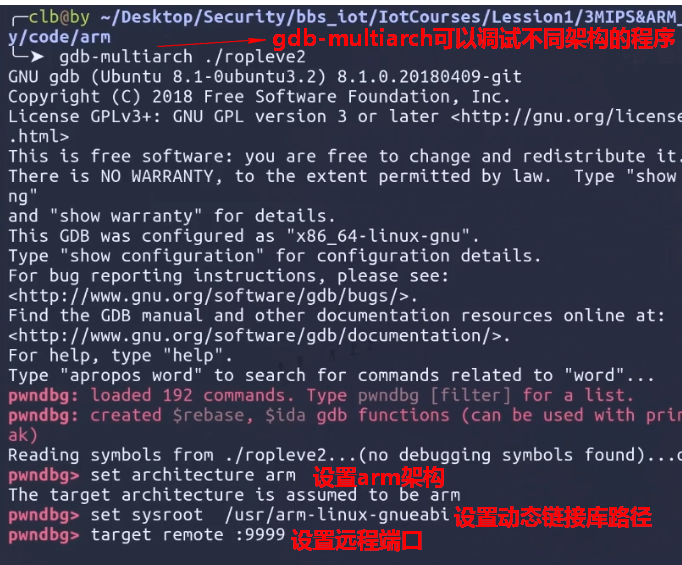 ╭─clb@by ~/Desktop/Security/bbs_iot/IotCourses/Lession1/3MIPS&ARM_
y/code/arm
gdb-multiarch可以调试不同架构的程序
╰─➤ gdb-multiarch ./ropleve2
GNU gdb (Ubuntu 8.1-0ubuntu3.2) 8.1.0.20180409-git
Copyright (C) 2018 Free Software Foundation, Inc.
License GPLv3+: GNU GPL version 3 or later <http://gnu.org/license
.html>
This is free software: you are free to change and redistribute it.
There is NO WARRANTY, to the extent permitted by law. Type "show
ng"
and "show warranty" for details.
This GDB was configured as "x86_64-linux-gnu".
Type "show configuration" for configuration details.
For bug reporting instructions, please see:
<http://www.gnu.org/software/gdb/bugs/>.
Find the GDB manual and other documentation resources online at:
<http://www.gnu.org/software/gdb/documentation/>.
For help, type "help".
Type "apropos word" to search for commands related to "word"...
pwndbg: loaded 192 commands. Type pwndbg [filter] for a list.
pwndbg: created $rebase, $ida gdb functions (can be used with prin
ak)
Reading symbols from ./ropleve2...(no debugging symbols found)...d
pwndbg> set architecture arm 设置arm架构
The target architecture is assumed to be arm
pwndbg> set sysroot /usr/arm-linux-gnueabi 设置动态链接库路径
pwndbg> target remote :9999 设置远程端口